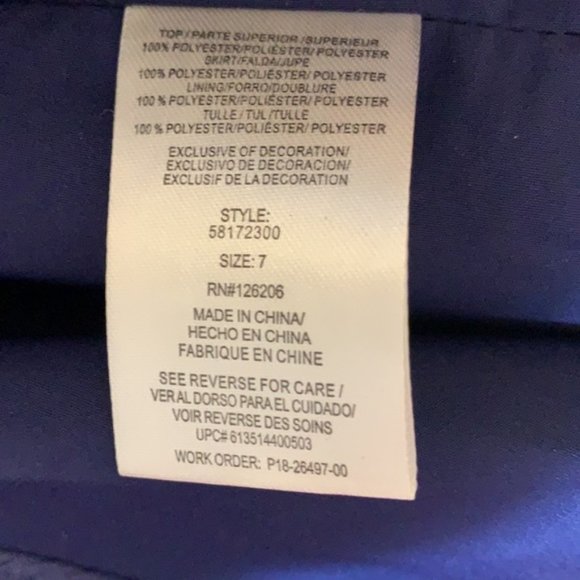 TOP/PARTE SUPERIOR/SUPERIEUR
100% POLYESTER/POLIÉSTER/POLYESTER
SKIRT/FALDA/JUPE
100% POLYESTER/POLIÉSTER/POLYESTER
LINING/FORRO/DOUBLURE
100% POLYESTER/POLIÉSTER/POLYESTER
TULLE/TUL/TULLE
100% POLYESTER/POLIÉSTER/POLYESTER
EXCLUSIVE OF DECORATION/
EXCLUSIVO DE DECORACION/
EXCLUSIF DE LA DECORATION
STYLE:
58172300
SIZE: 7
RN#126206
MADE IN CHINA/
HECHO EN CHINA
FABRIQUE EN CHINE
SEE REVERSE FOR CARE/
VER AL DORSO PARA EL CUIDADO/
VOIR REVERSE DES SOINS
UPC# 613514400503
WORK ORDER: P18-26497-00